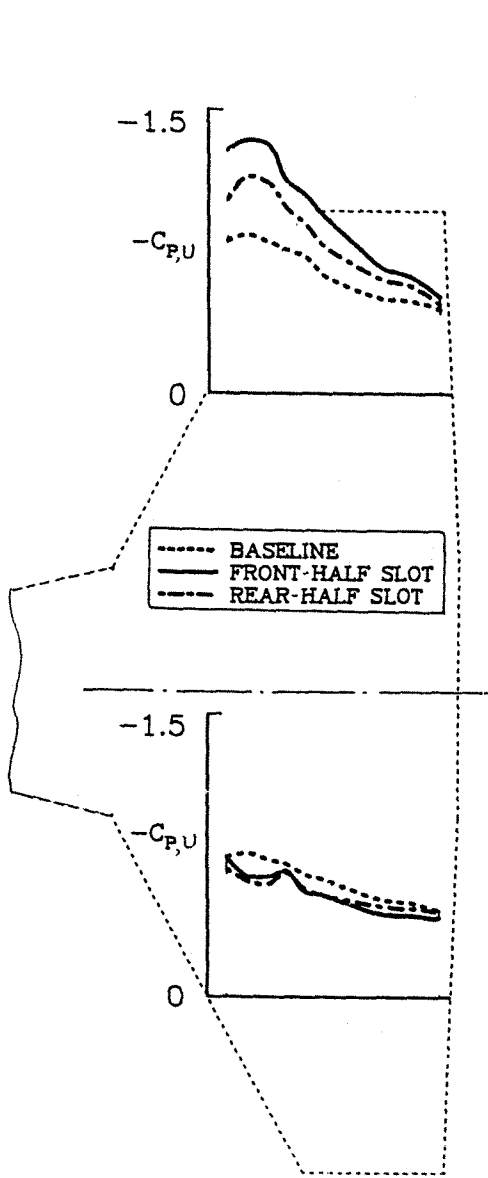 -1.5
-C_P,U
0
BASELINE
FRONT-HALF SLOT
REAR-HALF SLOT
-1.5
-C_P,U
0